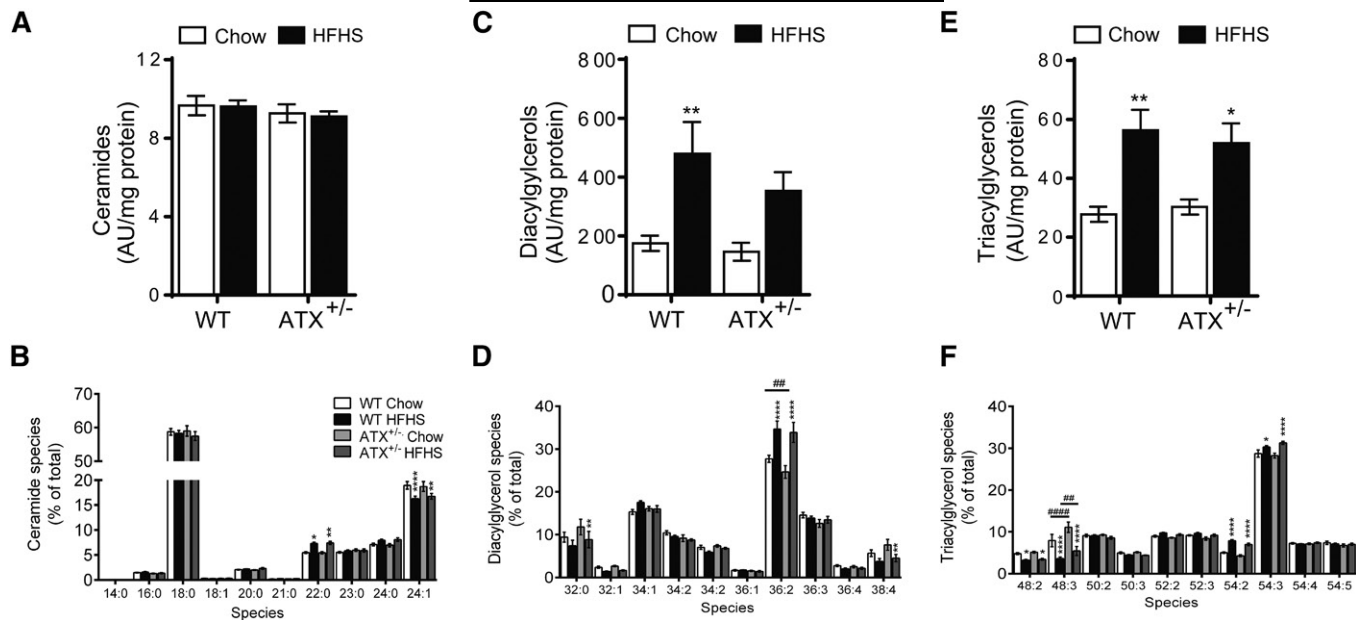 A
Chow HFHS
12
8
4
0
Ceramides
(AU/mg protein)
WT ATX+/-
C
Chow HFHS
800
600
400
200
0
Diacylgylcerols
(AU/mg protein)
**
WT ATX+/-
E
Chow HFHS
80
60
40
20
0
Triacylglycerols
(AU/mg protein)
** *
WT ATX+/-
B
70
60
50
20
15
10
5
0
Ceramide species
(% of total)
WT Chow
WT HFHS
ATX+/- Chow
ATX+/- HFHS
* ** **** **
14:0 16:0 18:0 18:1 20:0 21:0 22:0 23:0 24:0 24:1
Species
D
40
30
20
10
0
Diacylglycerol species
(% of total)
##
** **** **** ***
32:0 32:1 34:1 34:2 34:2 36:1 36:2 36:3 36:4 38:4
Species
F
40
30
20
10
0
Triacylglycerol species
(% of total)
##
####
* * **** **** **** **** * ****
48:2 48:3 50:2 50:3 52:2 52:3 54:2 54:3 54:4 54:5
Species